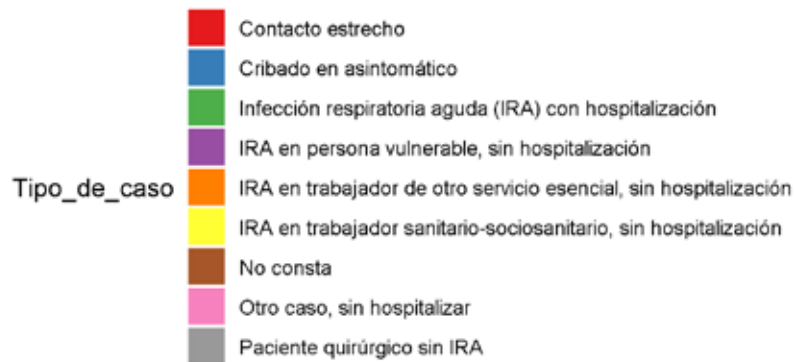 Contacto estrecho
Cribado en asintomático
Infección respiratoria aguda (IRA) con hospitalización
IRA en persona vulnerable, sin hospitalización
Tipo_de_caso
IRA en trabajador de otro servicio esencial, sin hospitalización
IRA en trabajador sanitario-sociosanitario, sin hospitalización
No consta
Otro caso, sin hospitalizar
Paciente quirúrgico sin IRA